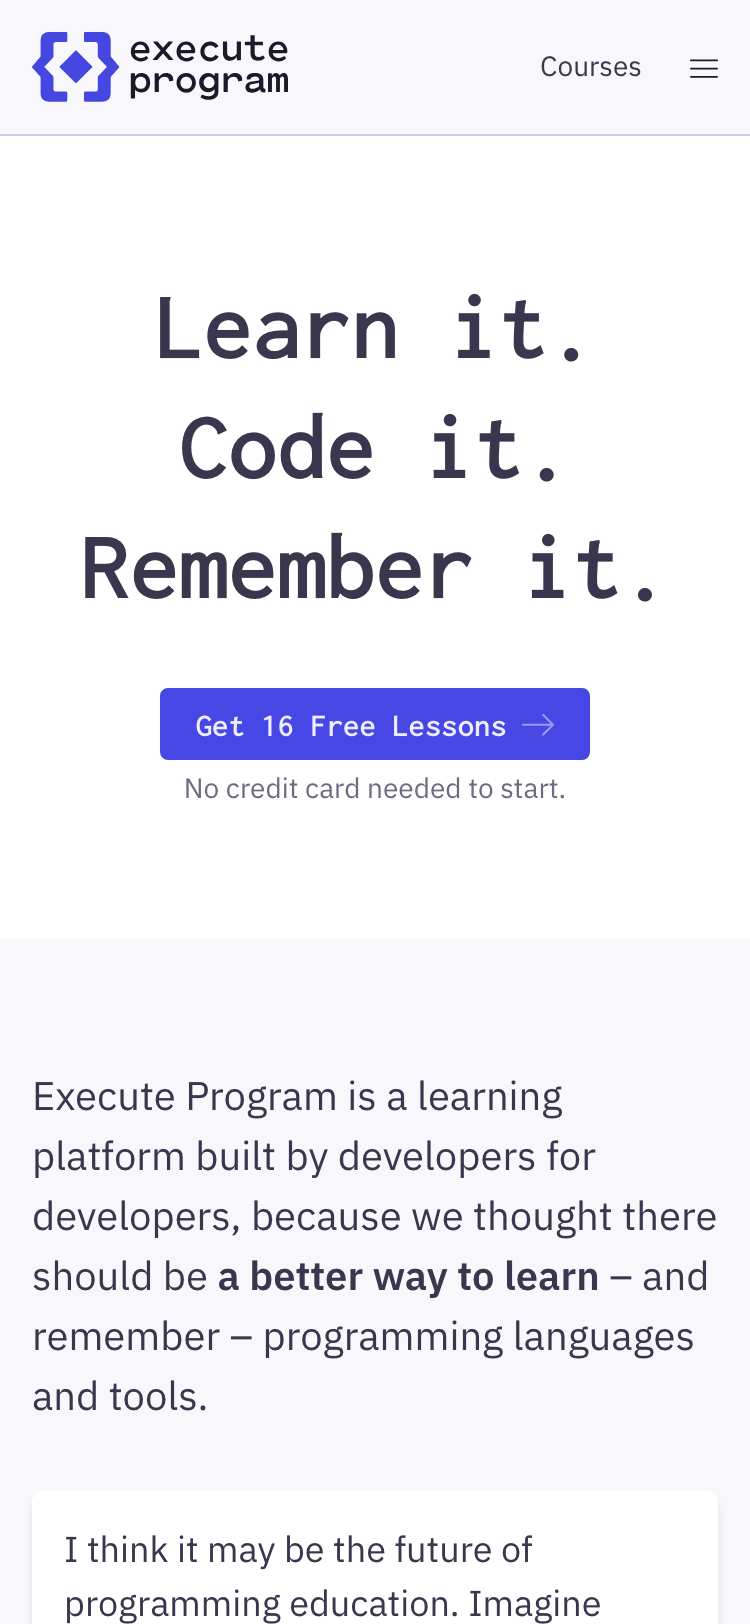 execute
program
Courses
Learn it.
Code it.
Remember it.
Get 16 Free Lessons →
No credit card needed to start.
Execute Program is a learning
platform built by developers for
developers, because we thought there
should be a better way to learn – and
remember – programming languages
and tools.
I think it may be the future of
programming education. Imagine